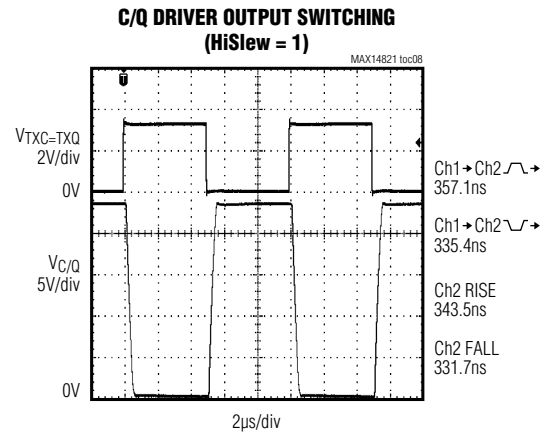 C/Q DRIVER OUTPUT SWITCHING
(HiSlew = 1)
MAX14821 toc08
T
VTXC=TXQ
2V/div
0V
VC/Q
5V/div
0V
Ch1→Ch2 →
357.1ns
Ch1→Ch2 →
335.4ns
Ch2 RISE
343.5ns
Ch2 FALL
331.7ns
2µs/div